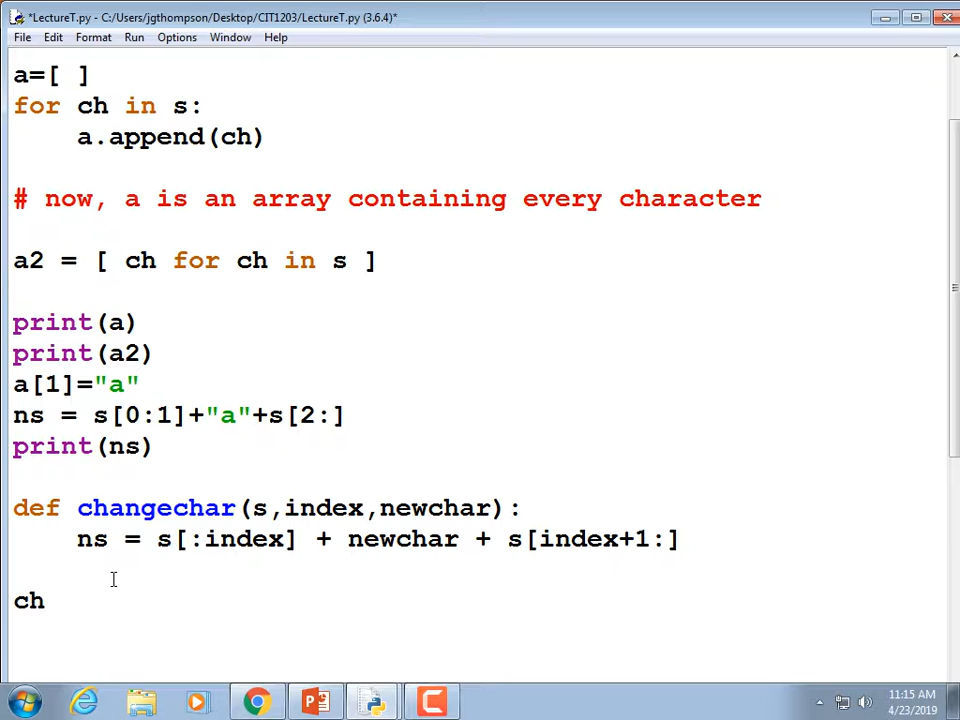 *LectureT.py - C:/Users/jgthompson/Desktop/CIT1203/LectureT.py (3.6.4)*
File Edit Format Run Options Window Help
a=[ ]
for ch in s:
    a.append(ch)
# now, a is an array containing every character
a2 = [ ch for ch in s ]
print(a)
print(a2)
a[1]="a"
ns = s[0:1]+"a"+s[2:]
print(ns)
def changechar(s,index,newchar):
    ns = s[:index] + newchar + s[index+1:]
ch
11:15 AM
4/23/2019